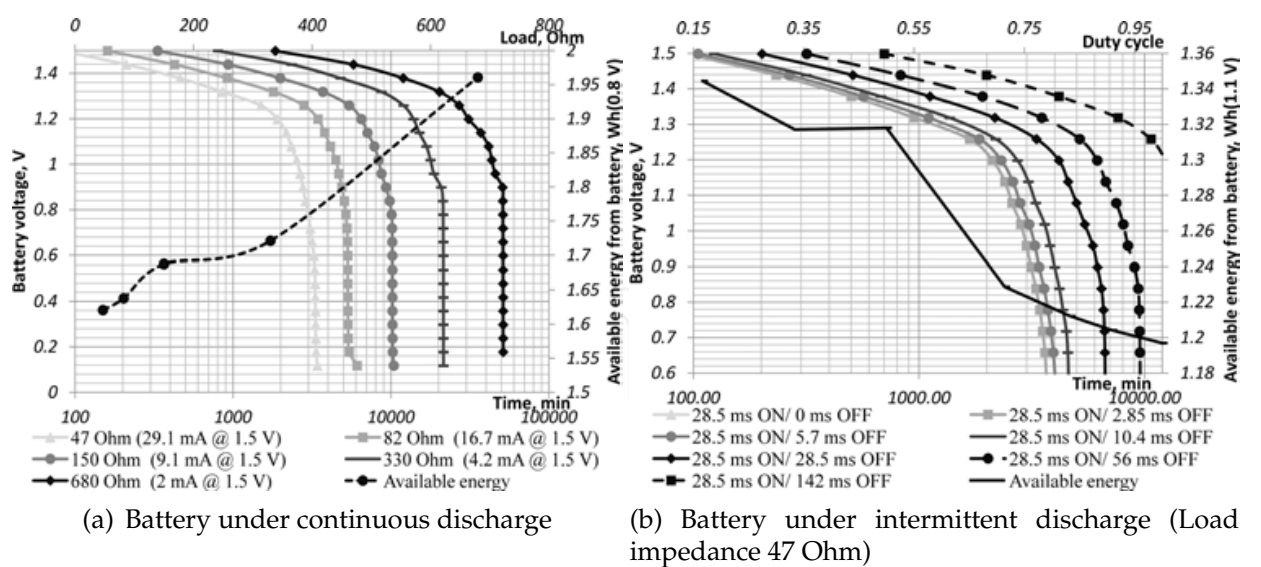 0 200 400 600 800
Load, Ohm
2
1.95
1.9
1.85
1.8
1.75
1.7
1.65
1.6
1.55
1.5
Available energy from battery, Wh(0.8 V)
1.4
1.2
1
0.8
0.6
0.4
0.2
0
Battery voltage, V
Time, min
100 1000 10000 100000
47 Ohm (29.1 mA @ 1.5 V) 82 Ohm (16.7 mA @ 1.5 V)
150 Ohm (9.1 mA @ 1.5 V) 330 Ohm (4.2 mA @ 1.5 V)
680 Ohm (2 mA @ 1.5 V) Available energy
(a) Battery under continuous discharge
0.15 0.35 0.55 0.75 0.95
Duty cycle
1.5
1.4
1.3
1.2
1.1
1
0.9
0.8
0.7
0.6
Battery voltage, V
1.36
1.34
1.32
1.3
1.28
1.26
1.24
1.22
1.2
1.18
Available energy from battery, Wh(1.1 V)
Time, min
100.00 1000.00 10000.00
28.5 ms ON/ 0 ms OFF 28.5 ms ON/ 2.85 ms OFF
28.5 ms ON/ 5.7 ms OFF 28.5 ms ON/ 10.4 ms OFF
28.5 ms ON/ 28.5 ms OFF 28.5 ms ON/ 56 ms OFF
28.5 ms ON/ 142 ms OFF Available energy
(b) Battery under intermittent discharge (Load
impedance 47 Ohm)